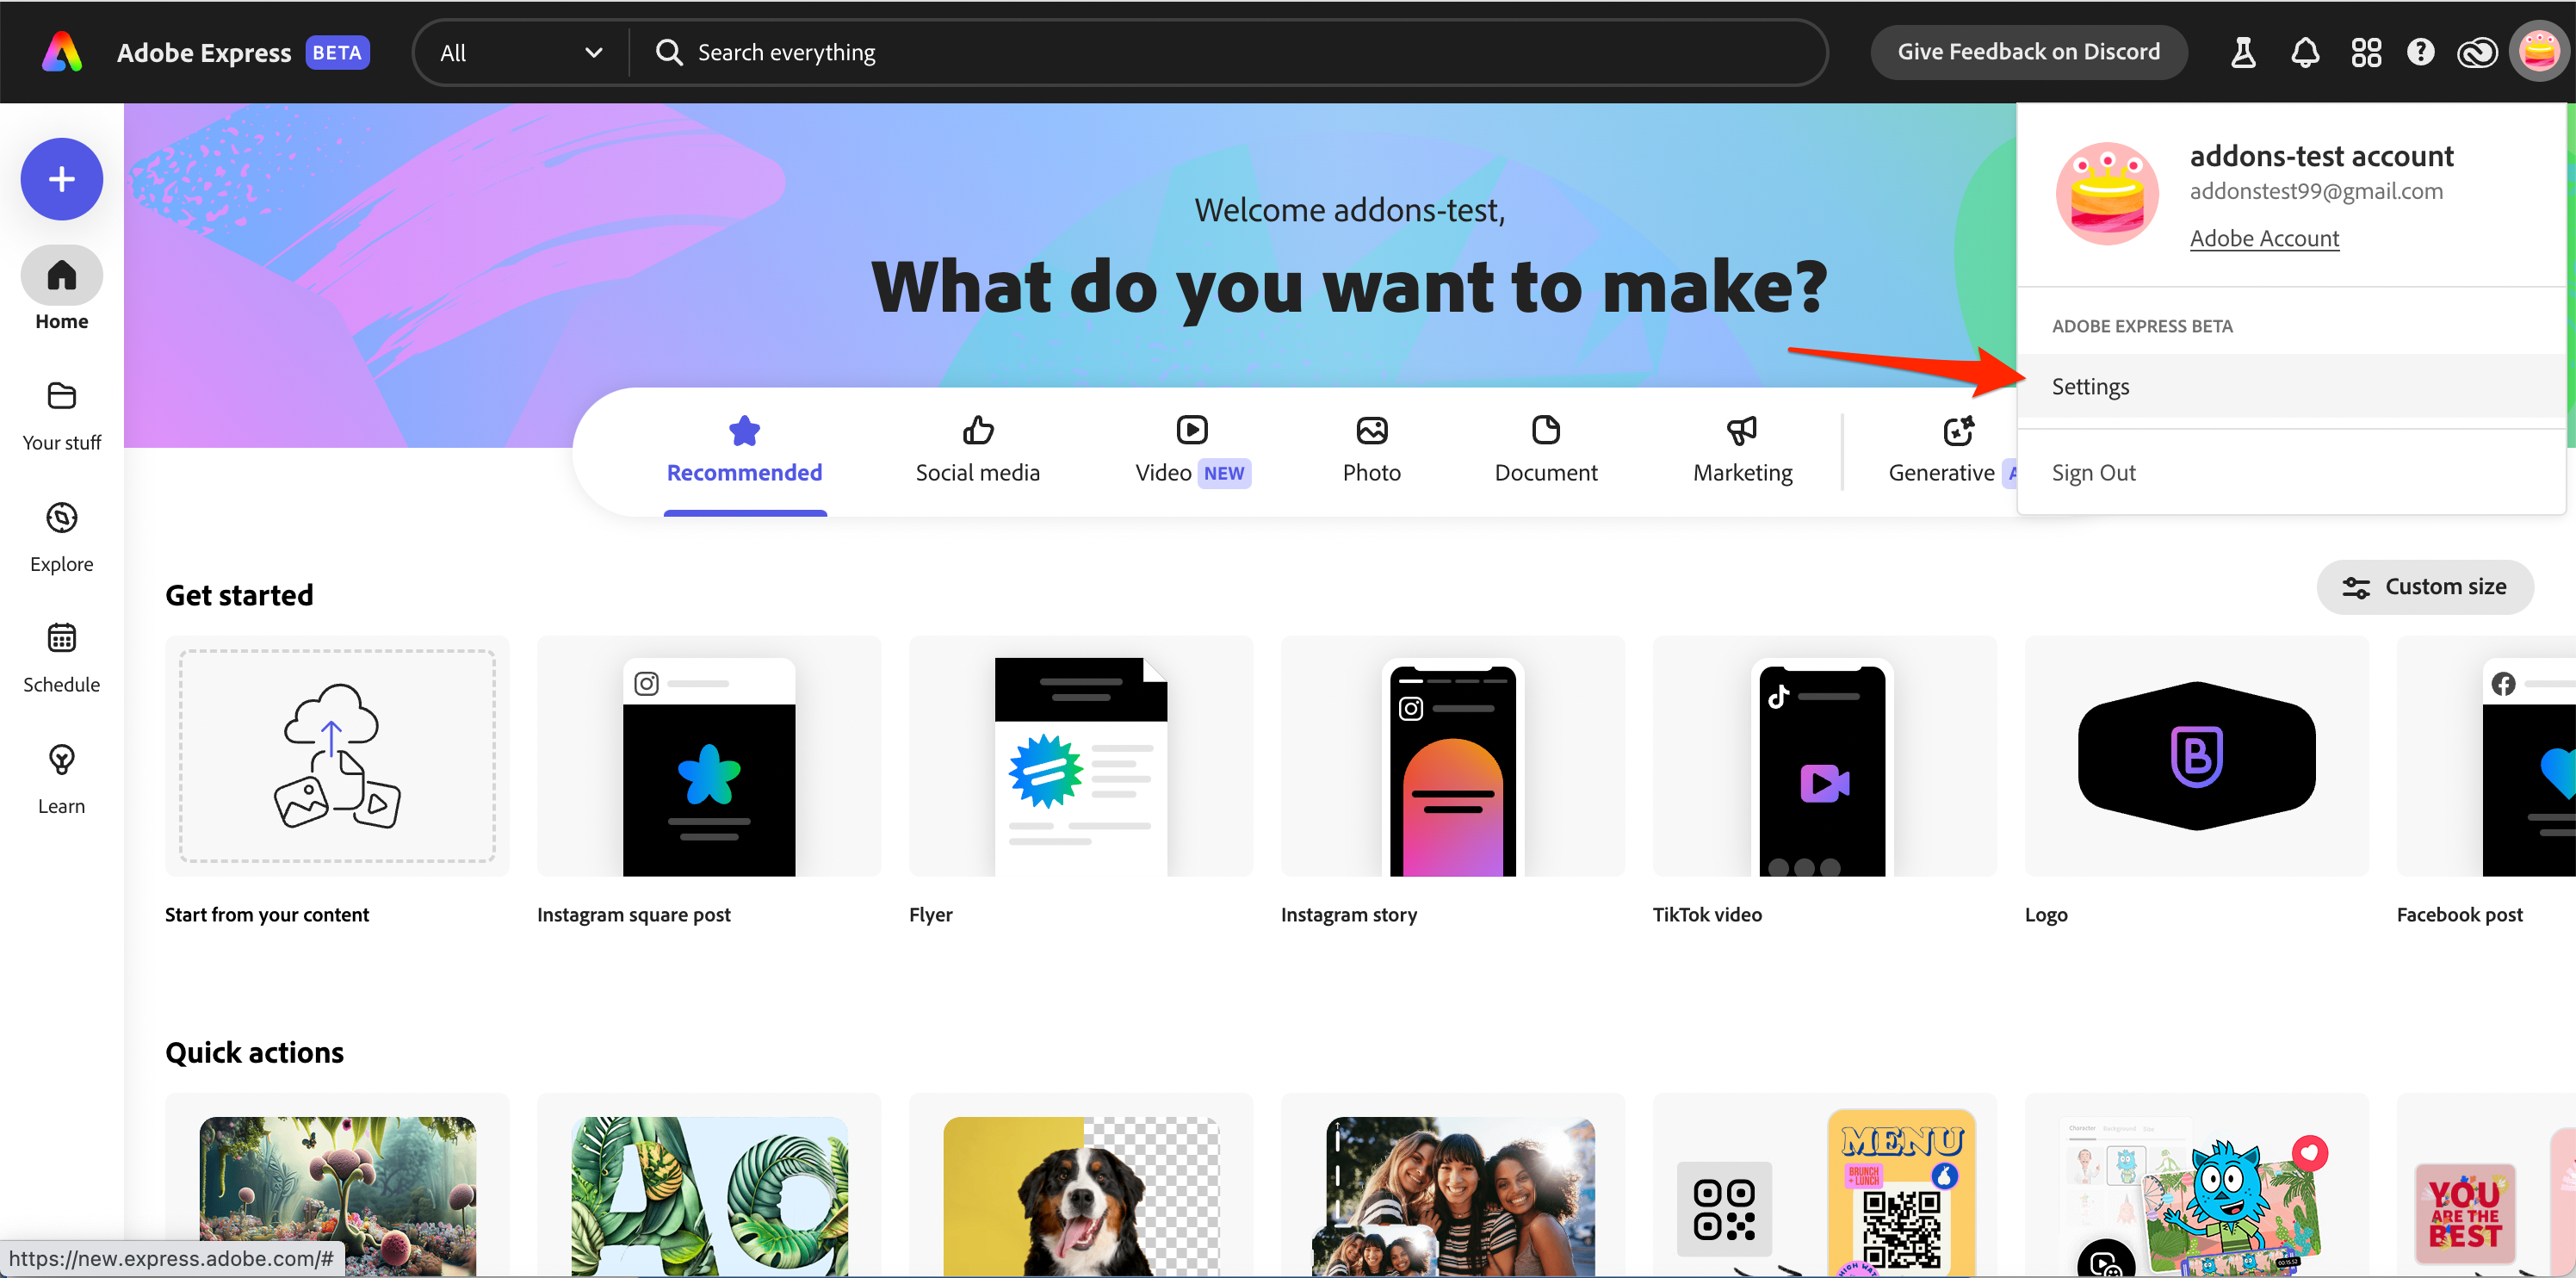 Adobe Express BETA
All
Search everything
Give Feedback on Discord
addons-test account
addonstest99@gmail.com
Adobe Account
ADOBE EXPRESS BETA
Settings
Sign Out
Home
Your stuff
Explore
Schedule
Learn
Welcome addons-test,
What do you want to make?
Recommended
Social media
Video NEW
Photo
Document
Marketing
Generative A
Get started
Custom size
Start from your content
Instagram square post
Flyer
Instagram story
TikTok video
B
Logo
Facebook post
Quick actions
MENU
BRUNCH
+ LUNCH
Character
Background
Size
YOU
ARE THE
BEST
https://new.express.adobe.com/#